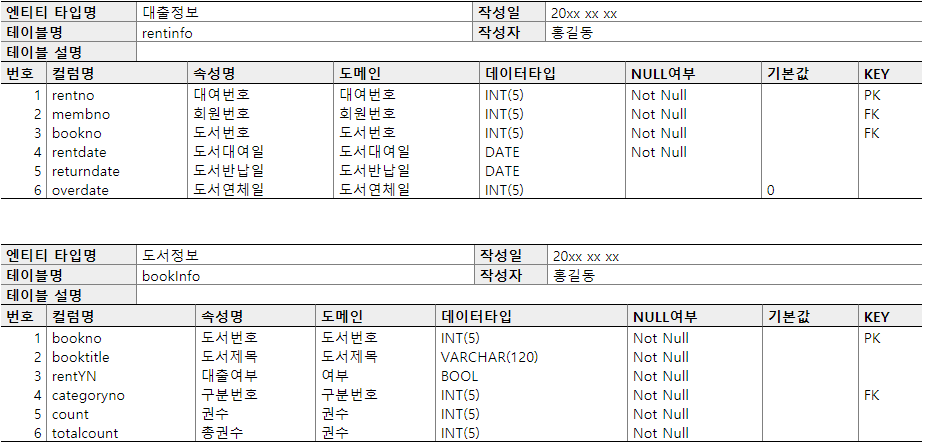 엔티티 타입명 대출정보 작성일 20xx xx xx
테이블명 rentinfo 작성자 홍길동
테이블 설명
번호 컬럼명 속성명 도메인 데이터타입 NULL여부 기본값 KEY
1 rentno 대여번호 대여번호 INT(5) Not Null PK
2 membno 회원번호 회원번호 INT(5) Not Null FK
3 bookno 도서번호 도서번호 INT(5) Not Null FK
4 rentdate 도서대여일 도서대여일 DATE Not Null
5 returndate 도서반납일 도서반납일 DATE
6 overdate 도서연체일 도서연체일 INT(5) 0
엔티티 타입명 도서정보 작성일 20xx xx xx
테이블명 bookInfo 작성자 홍길동
테이블 설명
번호 컬럼명 속성명 도메인 데이터타입 NULL여부 기본값 KEY
1 bookno 도서번호 도서번호 INT(5) Not Null PK
2 booktitle 도서제목 도서제목 VARCHAR(120) Not Null
3 rentYN 대출여부 여부 BOOL Not Null
4 categoryno 구분번호 구분번호 INT(5) Not Null FK
5 count 권수 권수 INT(5) Not Null
6 totalcount 총권수 권수 INT(5) Not Null